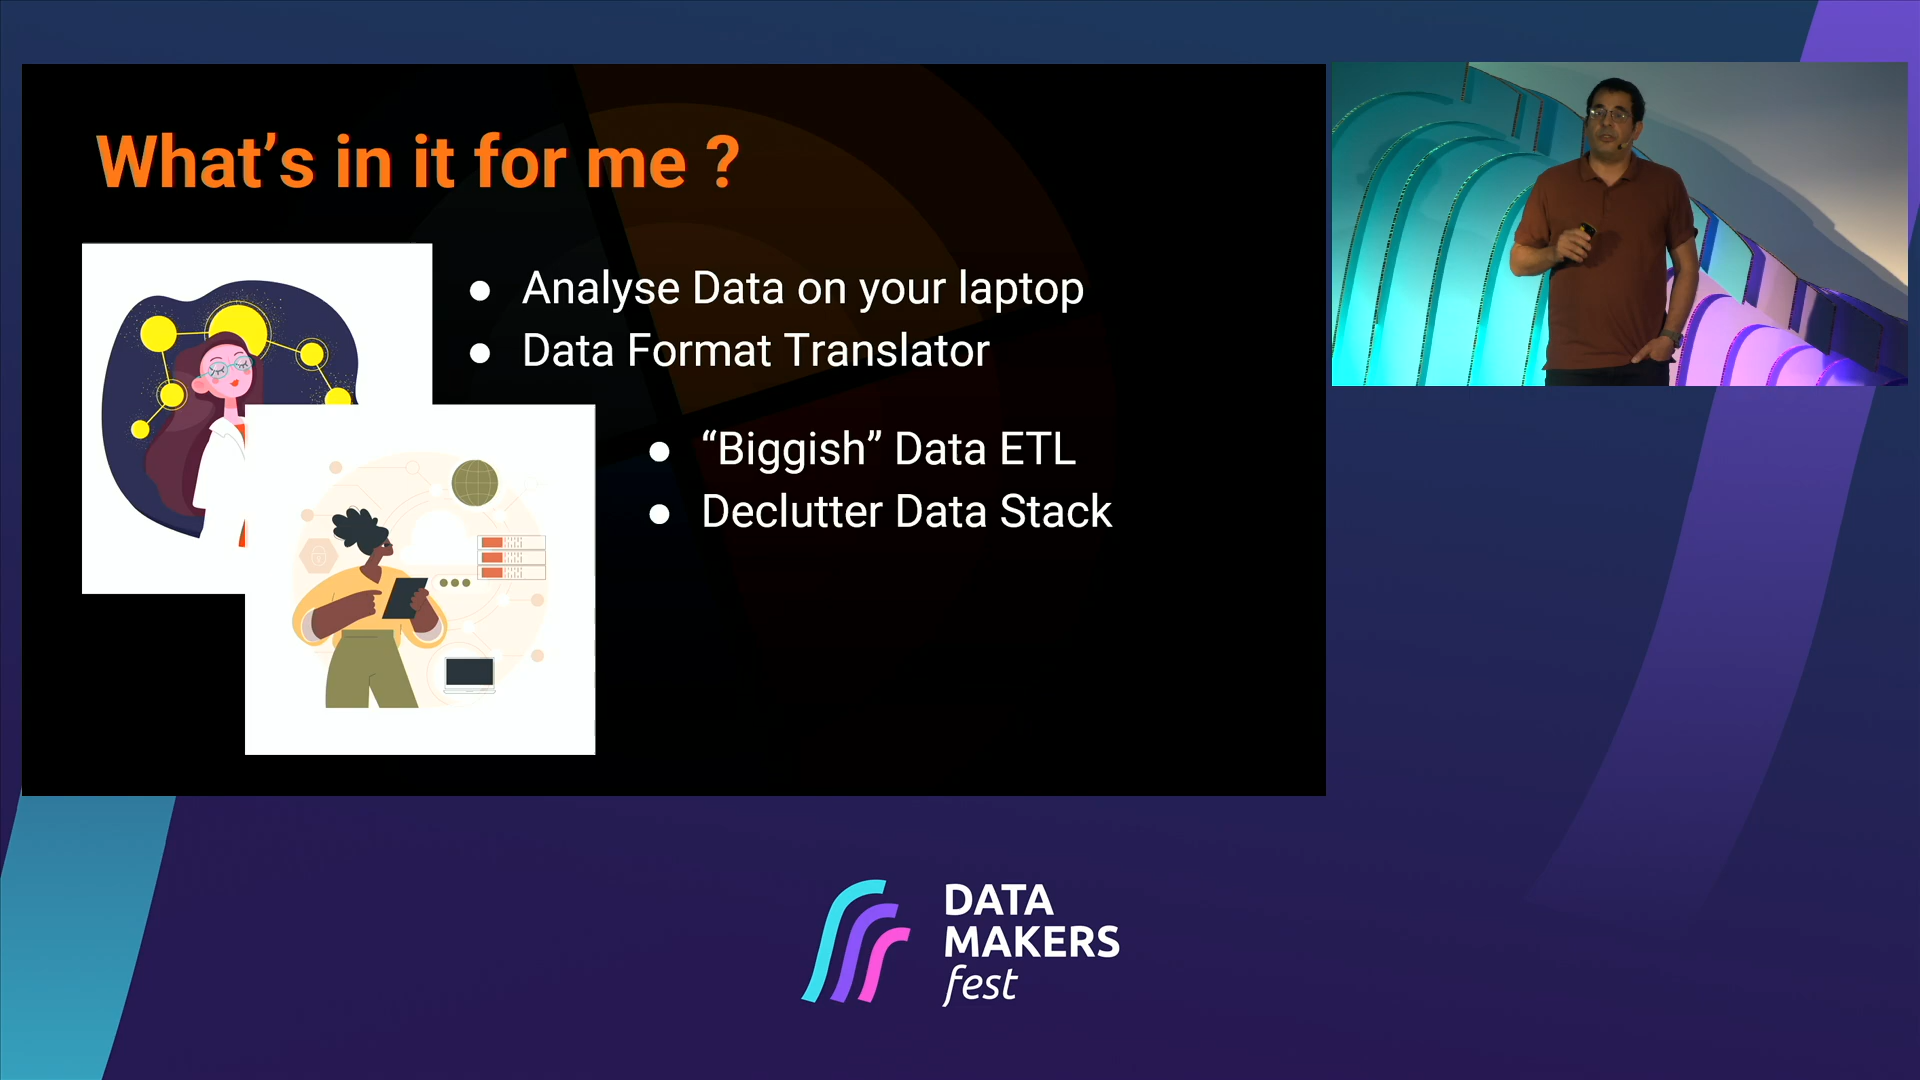 What’s in it for me ?
● Analyse Data on your laptop
● Data Format Translator
● “Biggish” Data ETL
● Declutter Data Stack
DATA
MAKERS
fest